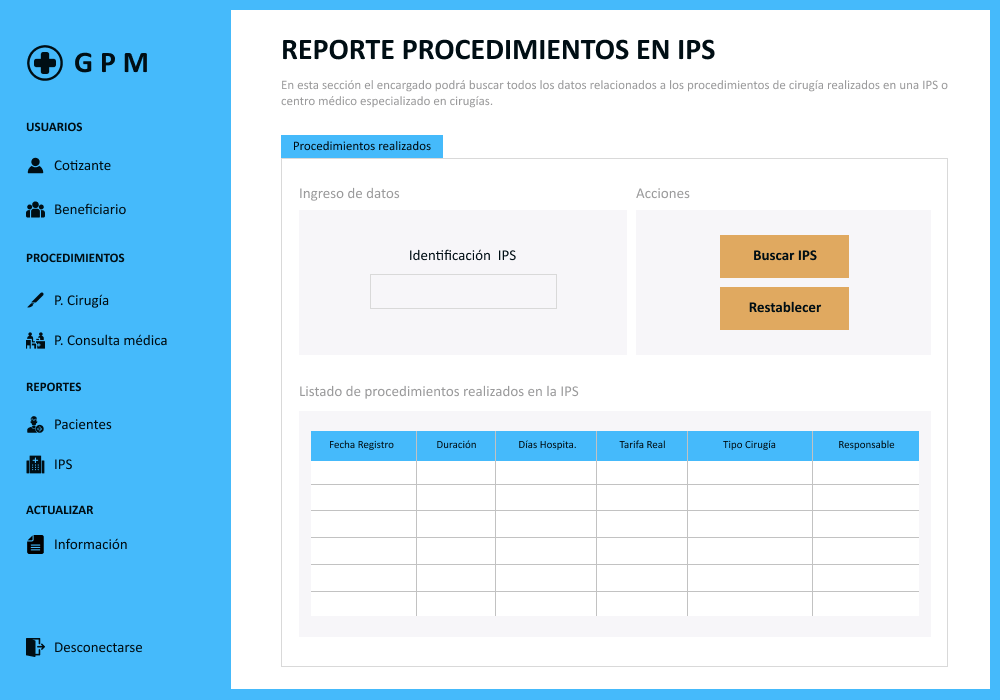 GPM
USUARIOS
Cotizante
Beneficiario
PROCEDIMIENTOS
P. Cirugía
P. Consulta médica
REPORTES
Pacientes
IPS
ACTUALIZAR
Información
Desconectarse
REPORTE PROCEDIMIENTOS EN IPS
En esta sección el encargado podrá buscar todos los datos relacionados a los procedimientos de cirugía realizados en una IPS o
centro médico especializado en cirugías.
Procedimientos realizados
Ingreso de datos
Identificación IPS
Acciones
Buscar IPS
Restablecer
Listado de procedimientos realizados en la IPS
Fecha Registro Duración Días Hospita. Tarifa Real Tipo Cirugía Responsable